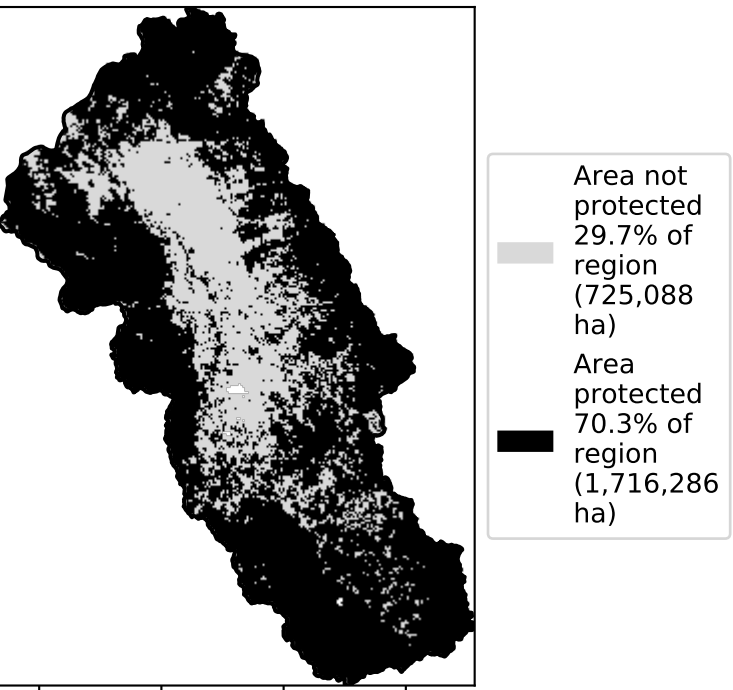 Area not
protected
29.7% of
region
(725,088
ha)
Area
protected
70.3% of
region
(1,716,286
ha)